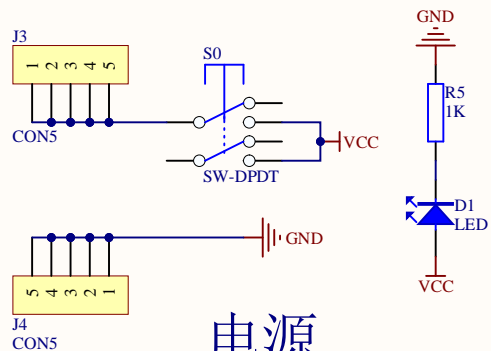 J3
1 2 3 4 5
CON5
S0
VCC
SW-DPDT
GND
R5
1K
D1
LED
VCC
GND
5 4 3 2 1
J4
CON5
电源